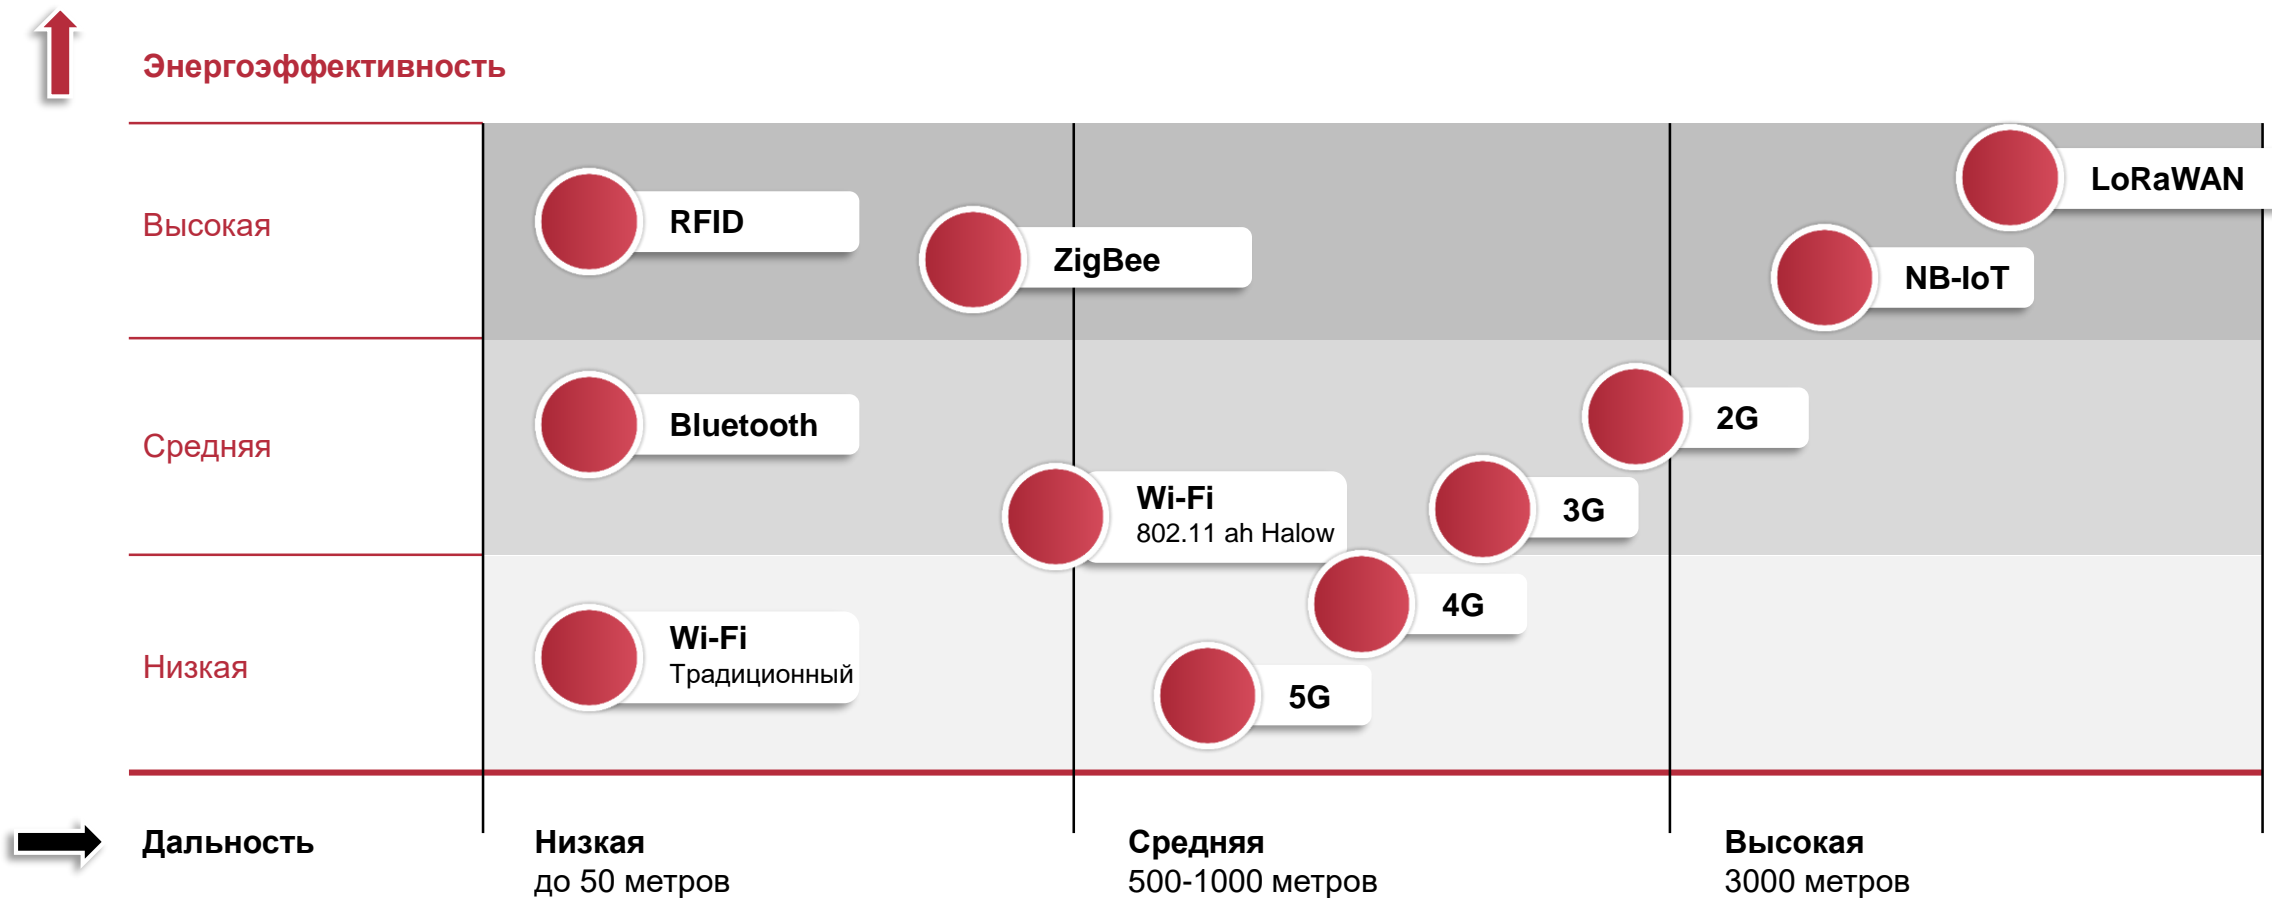 Энергоэффективность
Высокая
RFID
ZigBee
LoRaWAN
NB-IoT
Средняя
Bluetooth
2G
Wi-Fi
802.11 ah Halow
3G
Низкая
Wi-Fi
Традиционный
4G
5G
Дальность
Низкая
до 50 метров
Средняя
500-1000 метров
Высокая
3000 метров